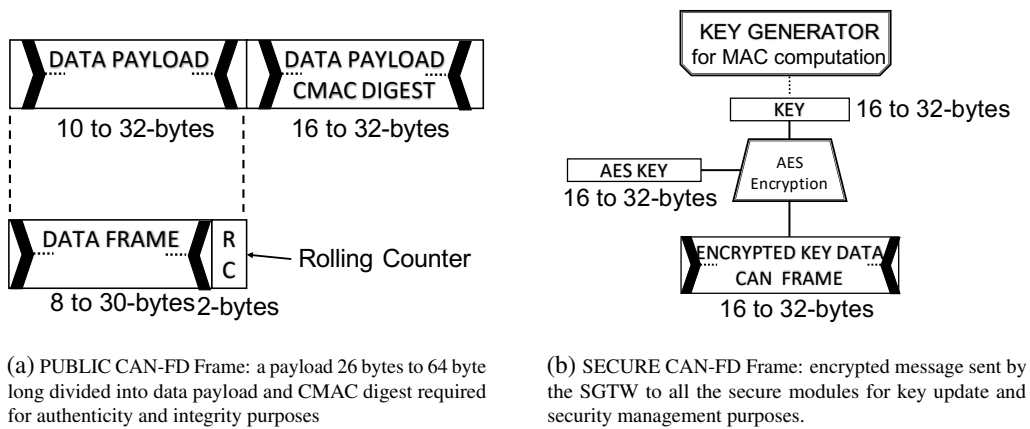 DATA PAYLOAD
DATA PAYLOAD
CMAC DIGEST
10 to 32-bytes
16 to 32-bytes
DATA FRAME
R
C
Rolling Counter
8 to 30-bytes
2-bytes
(a) PUBLIC CAN-FD Frame: a payload 26 bytes to 64 byte
long divided into data payload and CMAC digest required
for authenticity and integrity purposes
KEY GENERATOR
for MAC computation
KEY
16 to 32-bytes
AES KEY
16 to 32-bytes
AES
Encryption
ENCRYPTED KEY DATA
CAN FRAME
16 to 32-bytes
(b) SECURE CAN-FD Frame: encrypted message sent by
the SGTW to all the secure modules for key update and
security management purposes.